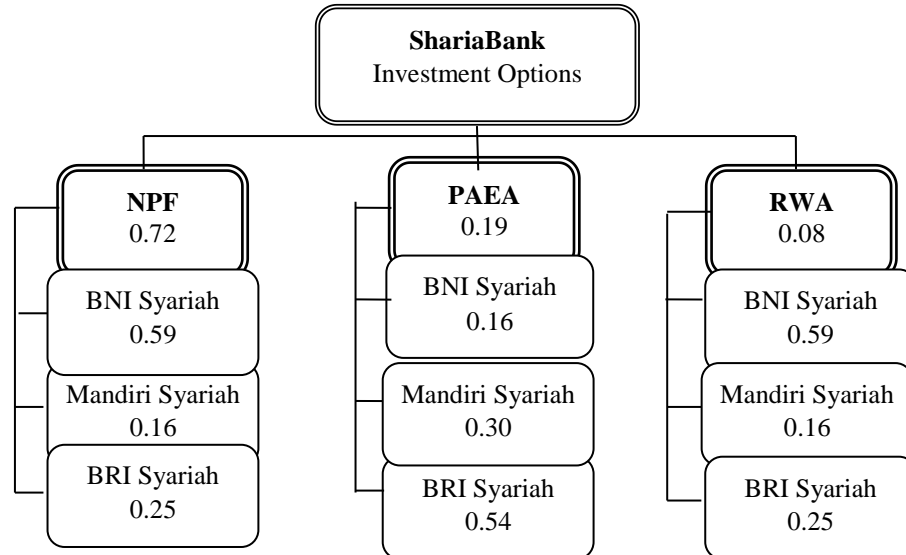 ShariaBank
Investment Options
NPF
0.72
BNI Syariah
0.59
Mandiri Syariah
0.16
BRI Syariah
0.25
PAEA
0.19
BNI Syariah
0.16
Mandiri Syariah
0.30
BRI Syariah
0.54
RWA
0.08
BNI Syariah
0.59
Mandiri Syariah
0.16
BRI Syariah
0.25